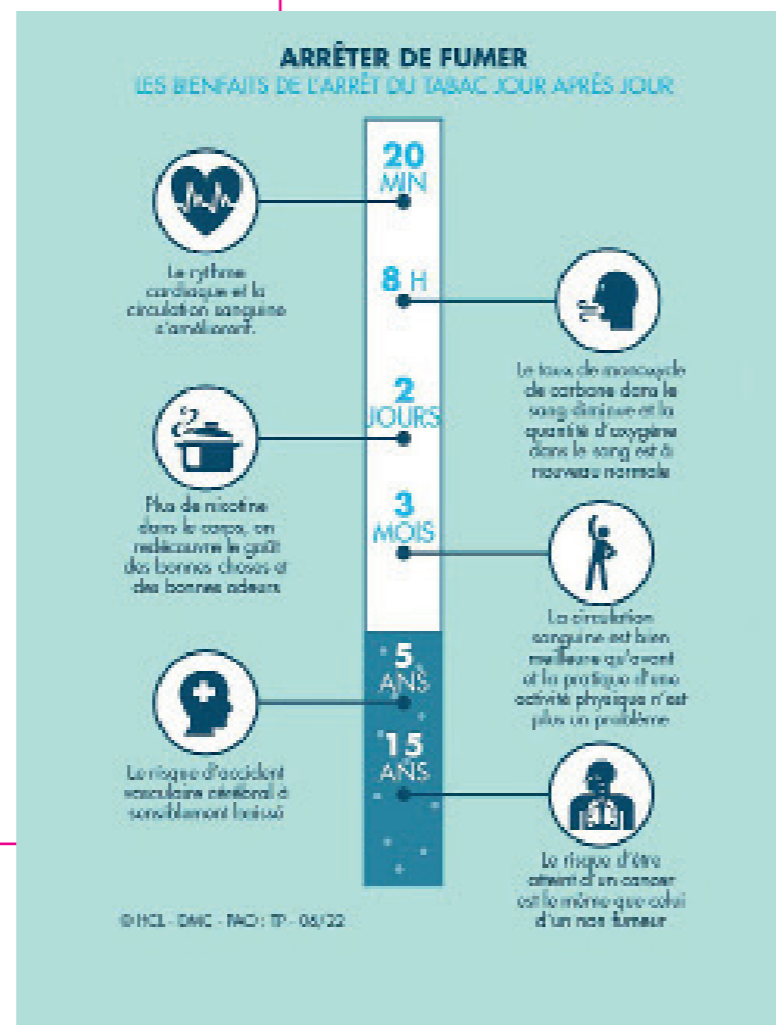 ARRÊTER DE FUMER
LES BIENFAITS DE L'ARRÊT DU TABAC JOUR APRÈS JOUR
20
MIN
Le rythme
cardiaque et la
circulation sanguine
s'améliorent.
8 H
Le taux de monoxyde
de carbone dans le
sang diminue et la
quantité d'oxygène
dans le sang est à
nouveau normale
2
JOURS
Plus de nicotine
dans le corps, on
redécouvre le goût
des bonnes choses et
des bonnes odeurs
3
MOIS
La circulation
sanguine est bien
meilleure qu'avant
et la pratique d'une
activité physique n'est
plus un problème
5
ANS
Le risque d'accident
vasculaire cérébral à
sensiblement baissé
15
ANS
Le risque d'être
atteint d'un cancer
est le même que celui
d'un non fumeur
© HCL - DMC - PAO : TP - 06/22